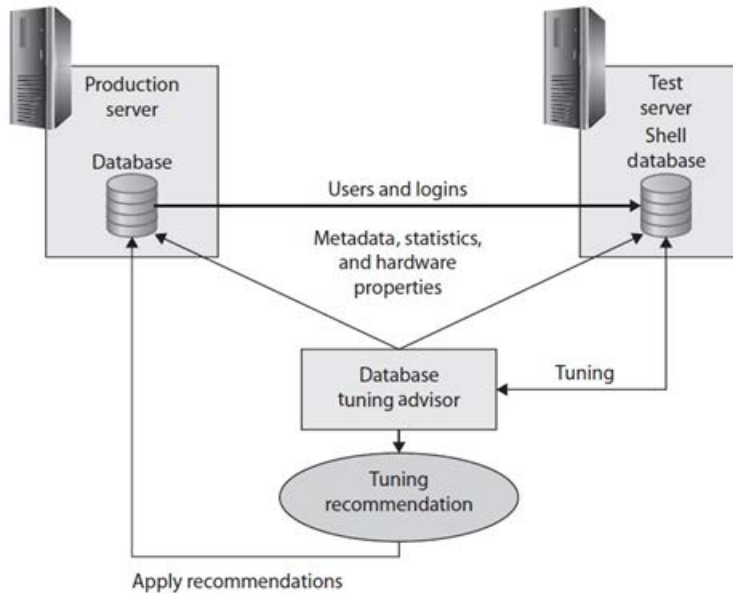 Production
server
Database
Test
server
Shell
database
Users and logins
Metadata, statistics,
and hardware
properties
Database
tuning advisor
Tuning
Tuning
recommendation
Apply recommendations